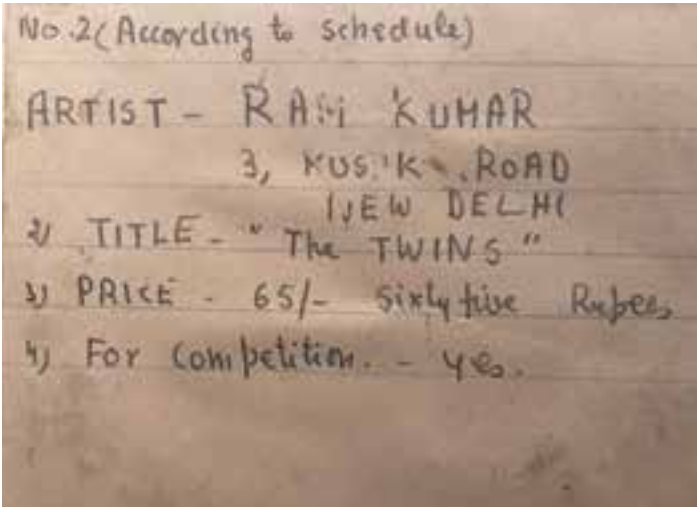 No.2 (According to schedule)
ARTIST - RAM KUMAR
3, ROAD
NEW DELHI
2) TITLE - " The TWINS "
3) PRICE - 65/- Sixty five Rupees
4) For Competition. - Yes.